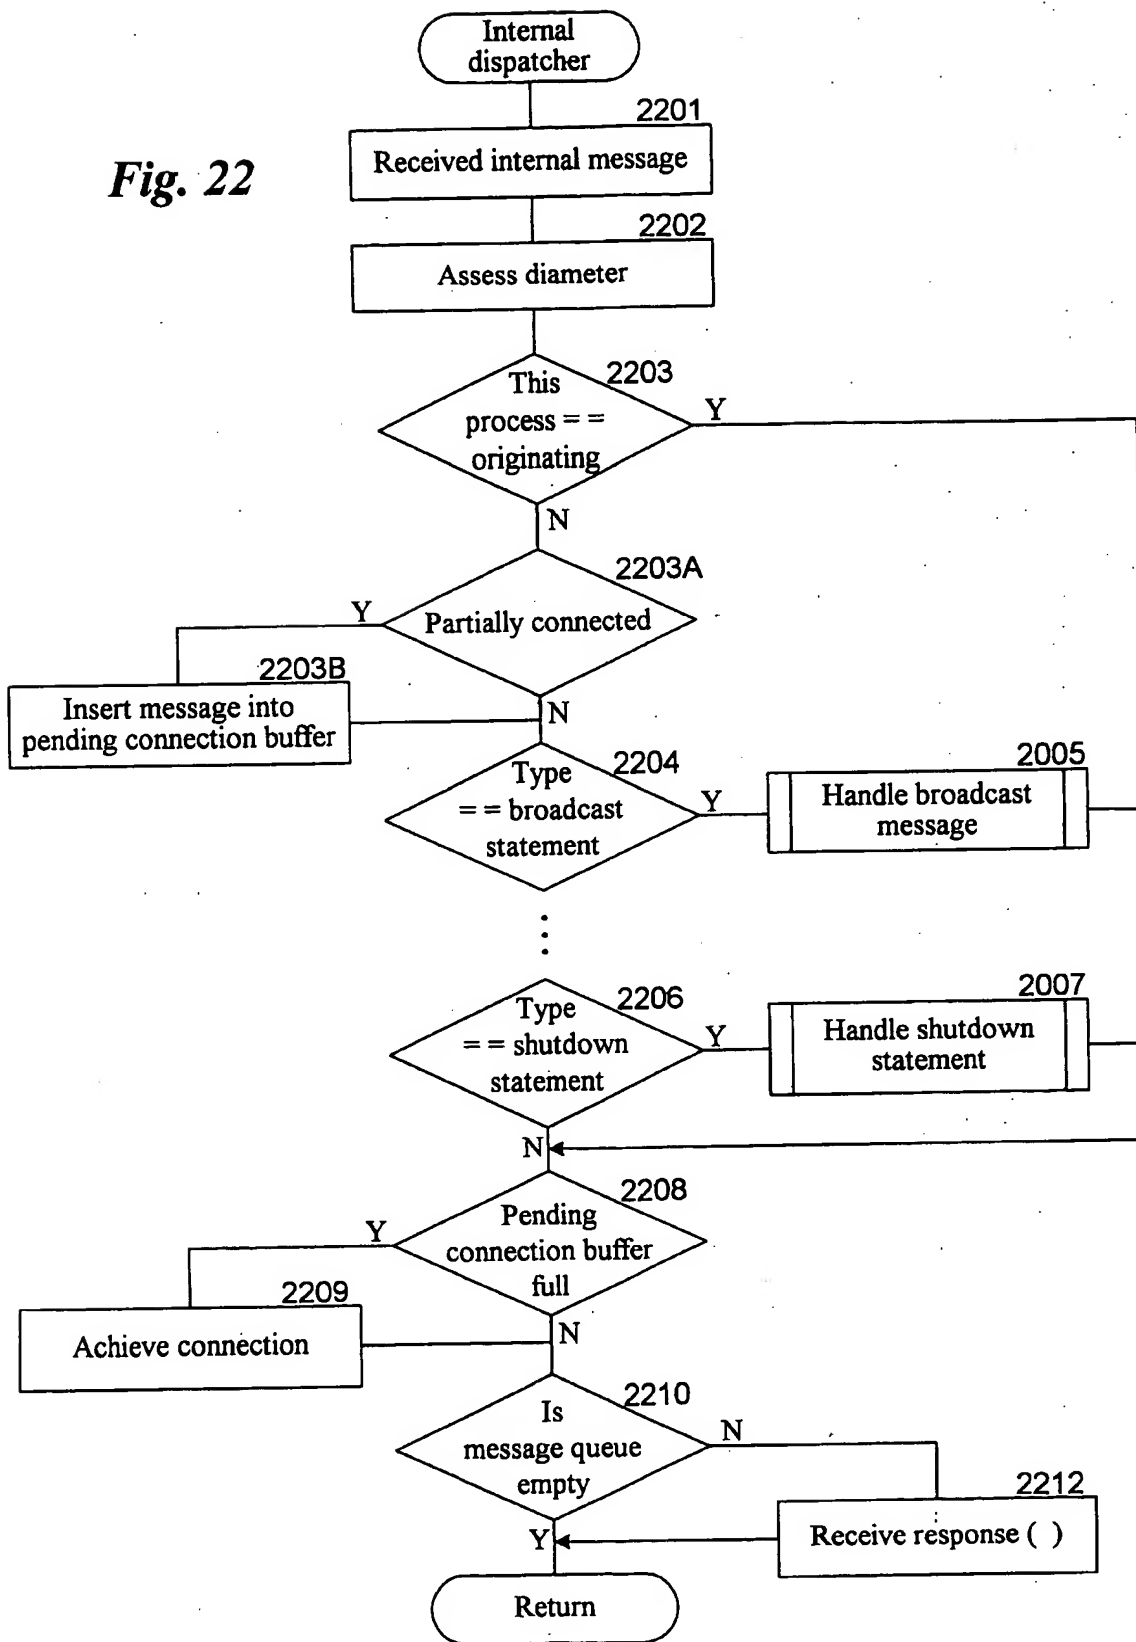 Internal
dispatcher
2201
Received internal message
Fig. 22
2202
Assess diameter
2203
This
process = =
originating
Y
N
2203A
Partially connected
Y
2203B
Insert message into
pending connection buffer
N
2204
Type
= = broadcast
statement
Y
2005
Handle broadcast
message
2206
Type
= = shutdown
statement
Y
2007
Handle shutdown
statement
N
2208
Pending
connection buffer
full
Y
2209
Achieve connection
N
2210
Is
message queue
empty
N
2212
Receive response ( )
Y
Return